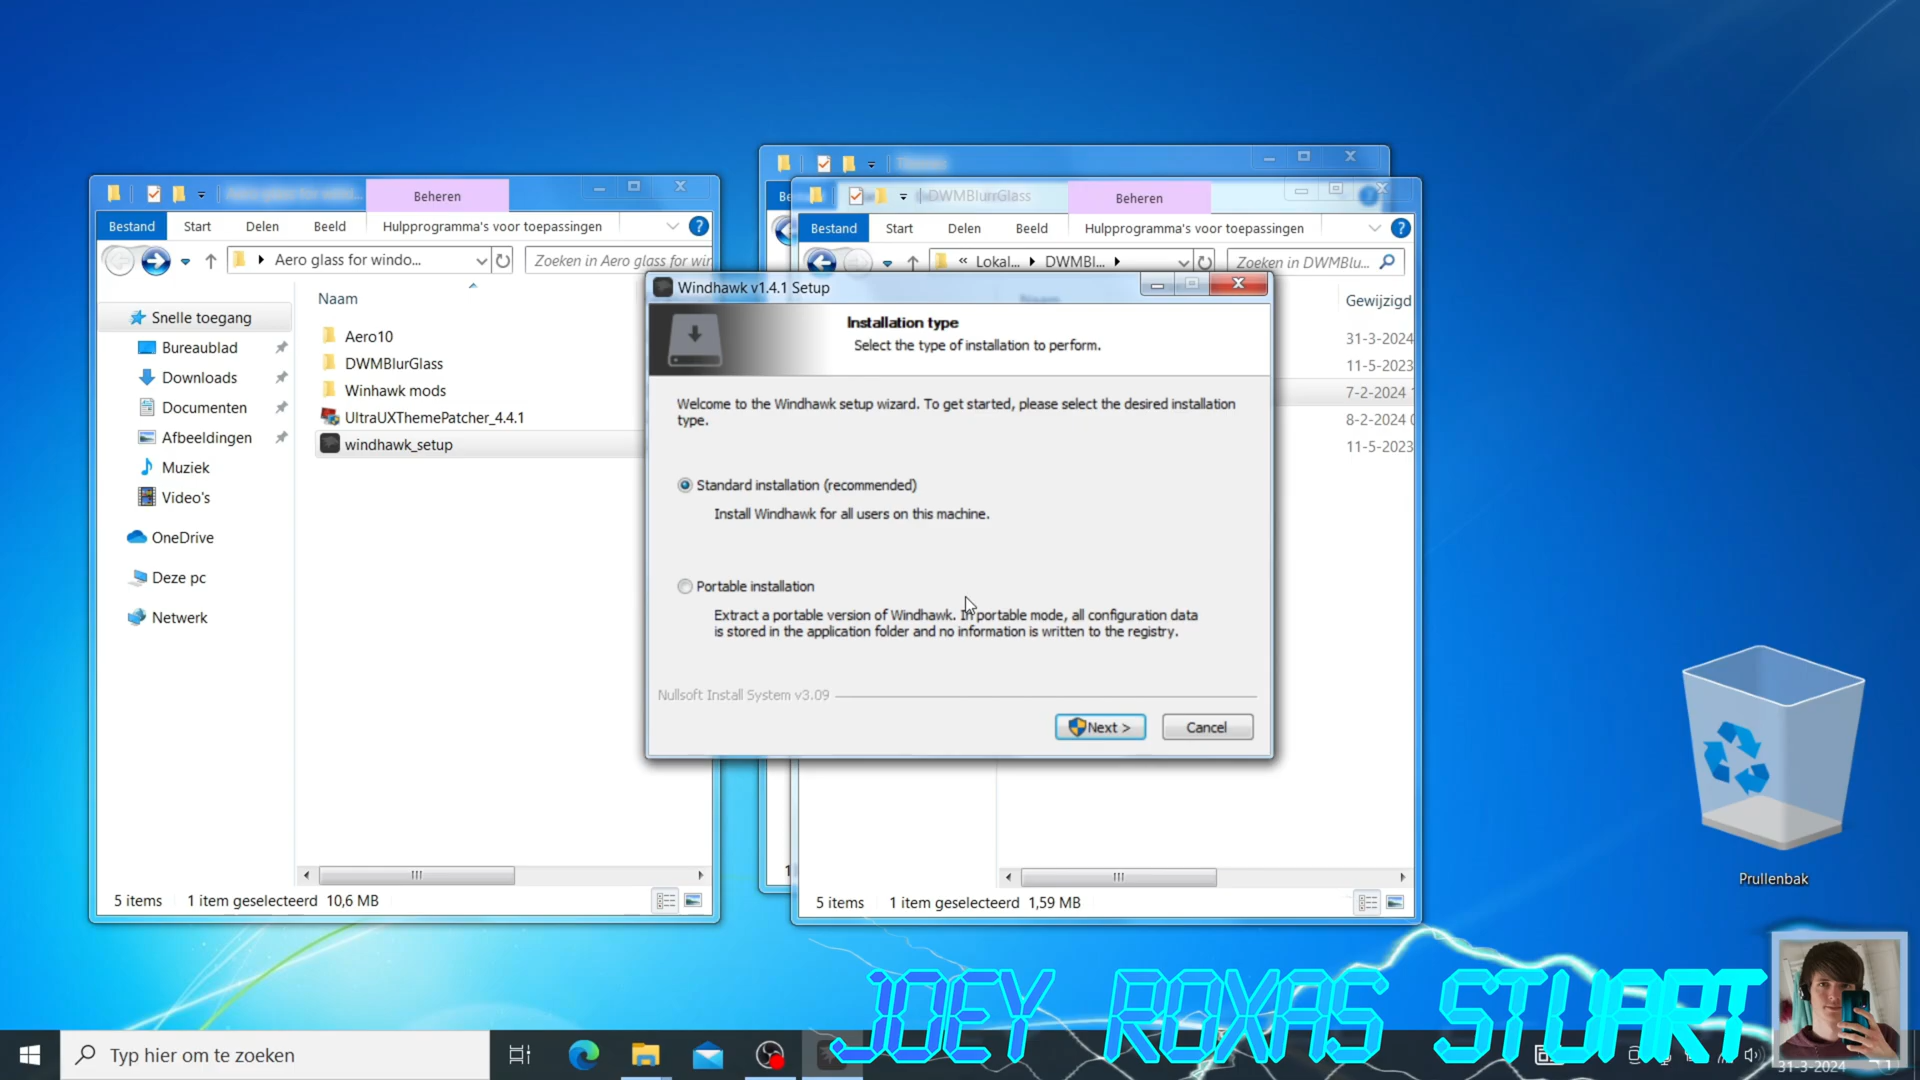 Beheren
Bestand
Start
Delen
Beeld
Hulpprogramma's voor toepassingen
Aero glass for windo...
Zoeken in Aero glass for win
Naam
Snelle toegang
Bureaublad
Downloads
Documenten
Afbeeldingen
Muziek
Video's
OneDrive
Deze pc
Netwerk
Aero10
DWMBlurGlass
Winhawk mods
UltraUXThemePatcher_4.4.1
windhawk_setup
5 items
1 item geselecteerd 10,6 MB
Be
DWMBlurrGlass
Beheren
Bestand
Start
Delen
Beeld
Hulpprogramma's voor toepassingen
« Lokal...
DWMBl...
Zoeken in DWMBlu...
Gewijzigd
31-3-2024
11-5-2023
7-2-2024 1
8-2-2024 0
11-5-2023
5 items
1 item geselecteerd 1,59 MB
Windhawk v1.4.1 Setup
Installation type
Select the type of installation to perform.
Welcome to the Windhawk setup wizard. To get started, please select the desired installation
type.
Standard installation (recommended)
Install Windhawk for all users on this machine.
Portable installation
Extract a portable version of Windhawk. In portable mode, all configuration data
is stored in the application folder and no information is written to the registry.
Nullsoft Install System v3.09
Next >
Cancel
Prullenbak
JOEY ROXAS STUART
Typ hier om te zoeken
31-3-2024